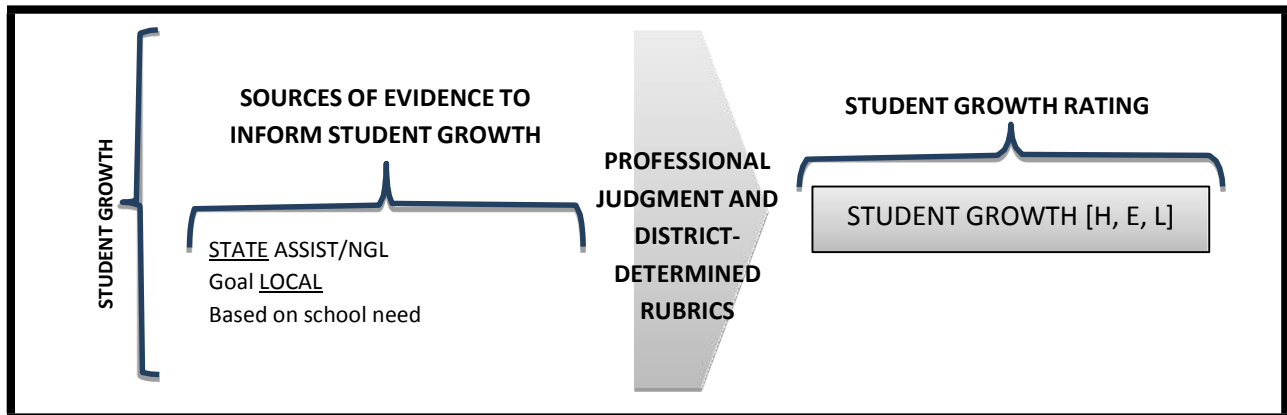 STUDENT GROWTH
SOURCES OF EVIDENCE TO
INFORM STUDENT GROWTH
STATE ASSIST/NGL
Goal LOCAL
Based on school need
PROFESSIONAL
JUDGMENT AND
DISTRICT-
DETERMINED
RUBRICS
STUDENT GROWTH RATING
STUDENT GROWTH [H, E, L]